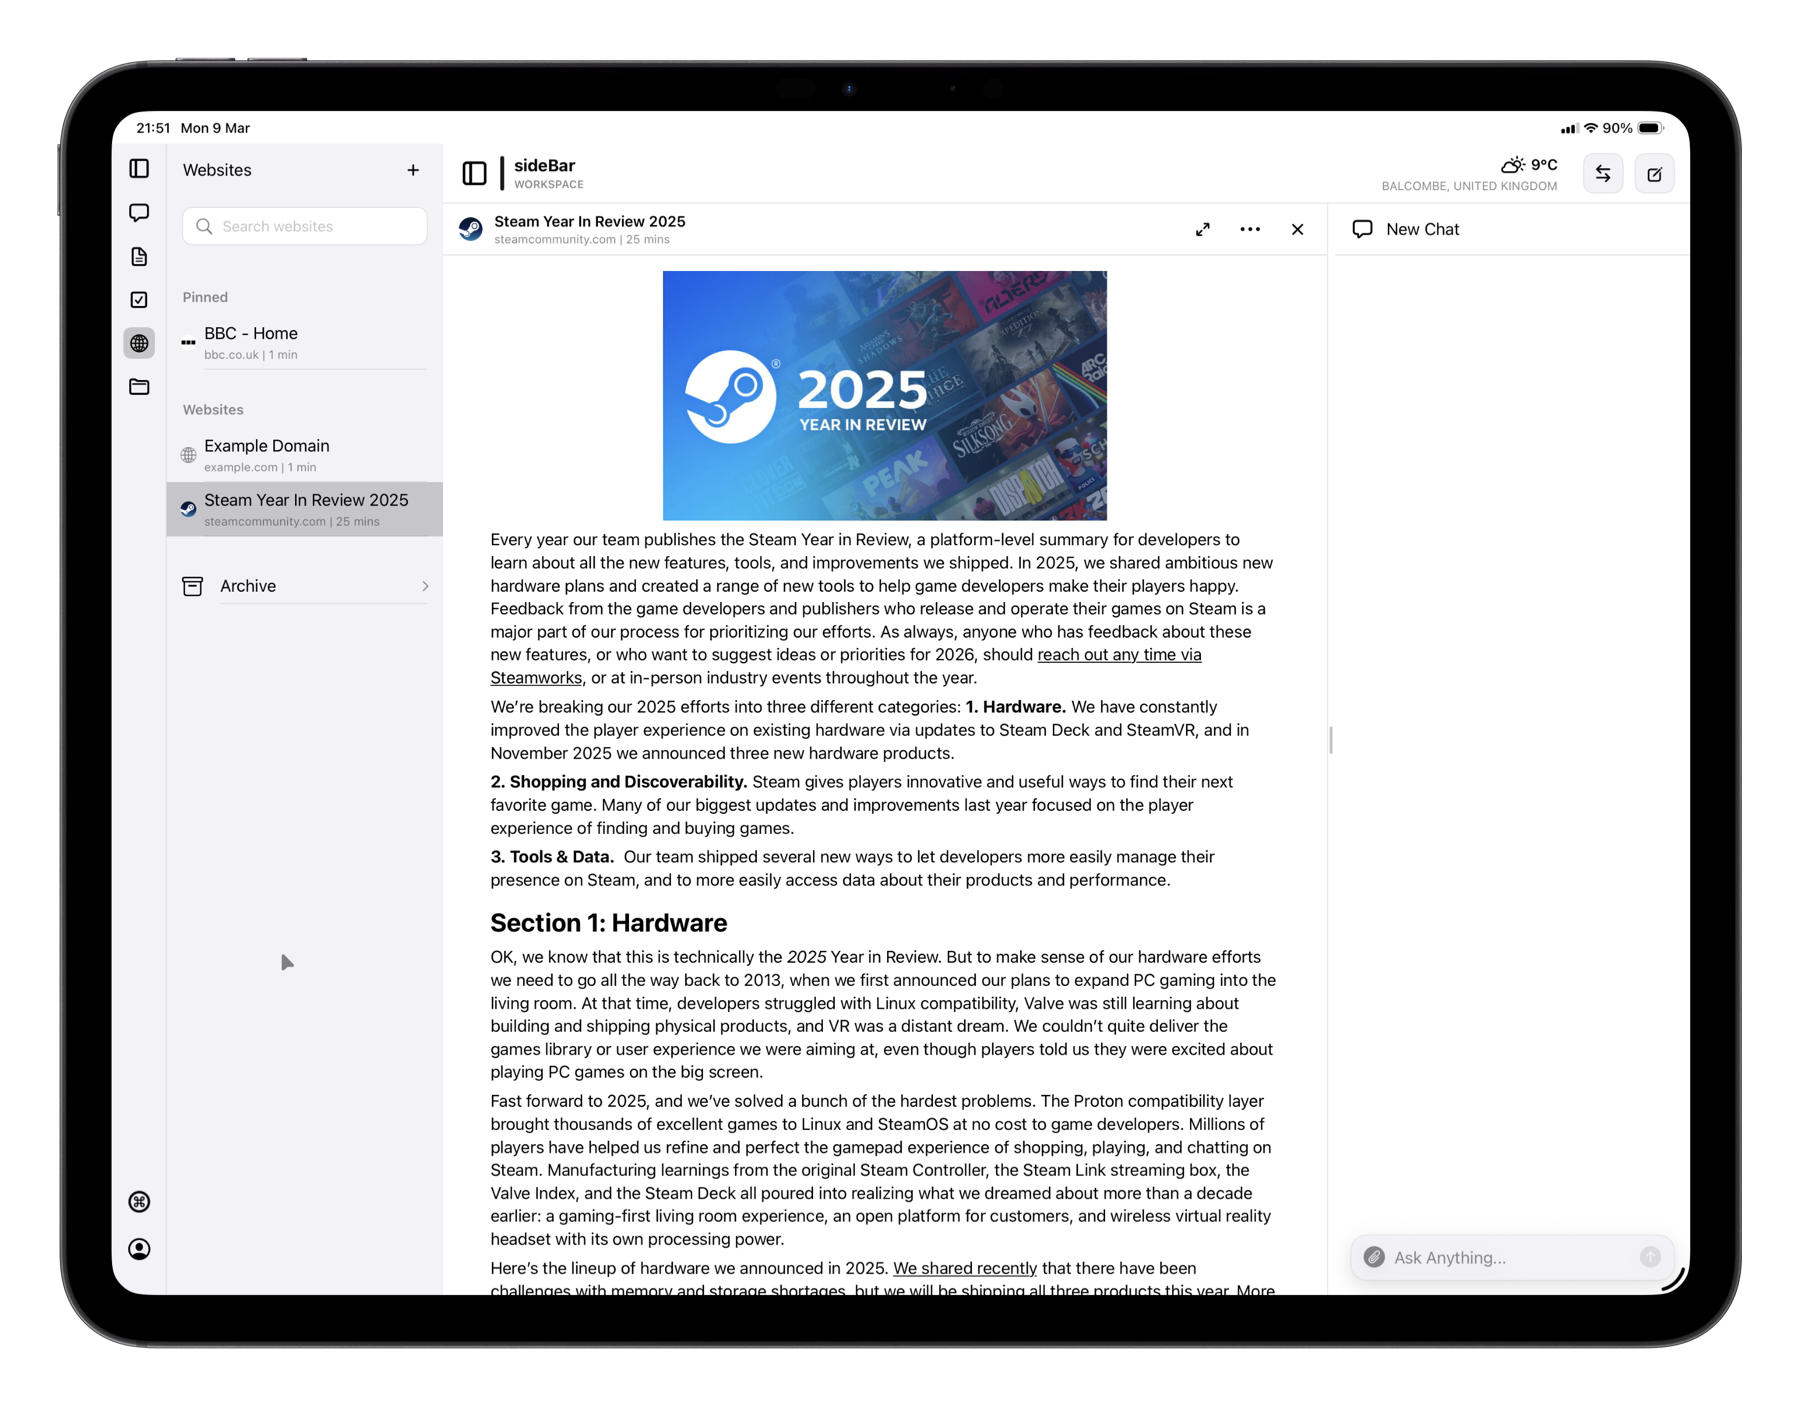 21:51 Mon 9 Mar
90%
Websites
Search websites
Pinned
BBC - Home
bbc.co.uk | 1 min
Websites
Example Domain
example.com | 1 min
Steam Year In Review 2025
steamcommunity.com | 25 mins
Archive
sideBar
WORKSPACE
9°C
BALCOMBE, UNITED KINGDOM
Steam Year In Review 2025
steamcommunity.com | 25 mins
®
2025
YEAR IN REVIEW
ALTERS
EXPEDITION
SHADOWS
ARC
SILKSONG
PEAK
DISPATCH
Every year our team publishes the Steam Year in Review, a platform-level summary for developers to
learn about all the new features, tools, and improvements we shipped. In 2025, we shared ambitious new
hardware plans and created a range of new tools to help game developers make their players happy.
Feedback from the game developers and publishers who release and operate their games on Steam is a
major part of our process for prioritizing our efforts. As always, anyone who has feedback about these
new features, or who want to suggest ideas or priorities for 2026, should reach out any time via
Steamworks, or at in-person industry events throughout the year.
We’re breaking our 2025 efforts into three different categories: 1. Hardware. We have constantly
improved the player experience on existing hardware via updates to Steam Deck and SteamVR, and in
November 2025 we announced three new hardware products.
2. Shopping and Discoverability. Steam gives players innovative and useful ways to find their next
favorite game. Many of our biggest updates and improvements last year focused on the player
experience of finding and buying games.
3. Tools & Data. Our team shipped several new ways to let developers more easily manage their
presence on Steam, and to more easily access data about their products and performance.
Section 1: Hardware
OK, we know that this is technically the 2025 Year in Review. But to make sense of our hardware efforts
we need to go all the way back to 2013, when we first announced our plans to expand PC gaming into the
living room. At that time, developers struggled with Linux compatibility, Valve was still learning about
building and shipping physical products, and VR was a distant dream. We couldn’t quite deliver the
games library or user experience we were aiming at, even though players told us they were excited about
playing PC games on the big screen.
Fast forward to 2025, and we’ve solved a bunch of the hardest problems. The Proton compatibility layer
brought thousands of excellent games to Linux and SteamOS at no cost to game developers. Millions of
players have helped us refine and perfect the gamepad experience of shopping, playing, and chatting on
Steam. Manufacturing learnings from the original Steam Controller, the Steam Link streaming box, the
Valve Index, and the Steam Deck all poured into realizing what we dreamed about more than a decade
earlier: a gaming-first living room experience, an open platform for customers, and wireless virtual reality
headset with its own processing power.
Here’s the lineup of hardware we announced in 2025. We shared recently that there have been
challenges with memory and storage shortages, but we will be shipping all three products this year. More
New Chat
Ask Anything...